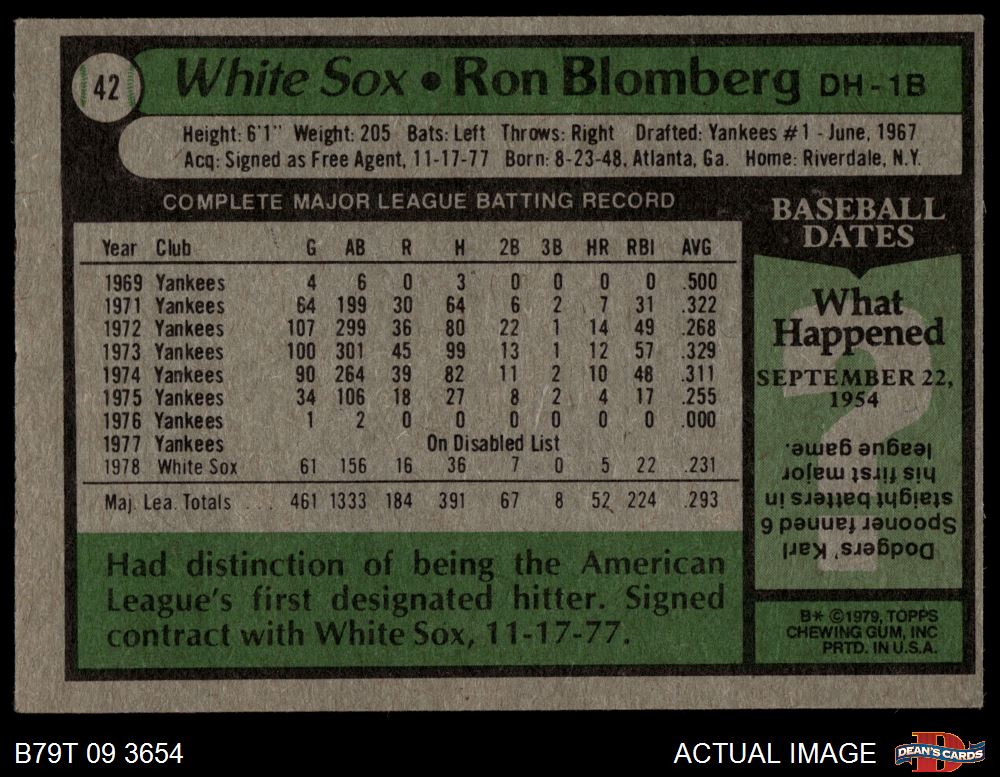 42
White Sox • Ron Blomberg DH - 1B
Height: 6'1" Weight: 205 Bats: Left Throws: Right Drafted: Yankees #1 - June, 1967
Acq: Signed as Free Agent, 11-17-77 Born: 8-23-48, Atlanta, Ga. Home: Riverdale, N.Y.
COMPLETE MAJOR LEAGUE BATTING RECORD
Year Club G AB R H 2B 3B HR RBI AVG
1969 Yankees 4 6 0 3 0 0 0 0 .500
1971 Yankees 64 199 30 64 6 2 7 31 .322
1972 Yankees 107 299 36 80 22 1 14 49 .268
1973 Yankees 100 301 45 99 13 1 12 57 .329
1974 Yankees 90 264 39 82 11 2 10 48 .311
1975 Yankees 34 106 18 27 8 2 4 17 .255
1976 Yankees 1 2 0 0 0 0 0 0 .000
1977 Yankees On Disabled List
1978 White Sox 61 156 16 36 7 0 5 22 .231
Maj. Lea. Totals . . . 461 1333 184 391 67 8 52 224 .293
Had distinction of being the American
League's first designated hitter. Signed
contract with White Sox, 11-17-77.
BASEBALL
DATES
What
Happened
SEPTEMBER 22,
1954
Dodgers' Karl
Spooner fanned 6
staight batters in
his first major
league game.
B* ©1979, TOPPS
CHEWING GUM, INC
PRTD. IN U.S.A.
B79T 09 3654
ACTUAL IMAGE
DEAN'S CARDS